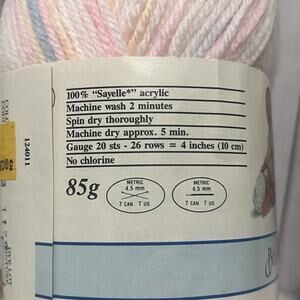 100% "Sayelle*" acrylic
Machine wash 2 minutes
Spin dry thoroughly
Machine dry approx. 5 min.
Gauge 20 sts - 26 rows = 4 inches (10 cm)
No chlorine
85g
METRIC
4.5 mm
7 CAN 7 US
METRIC
4.5 mm
7 CAN 7 US
124011